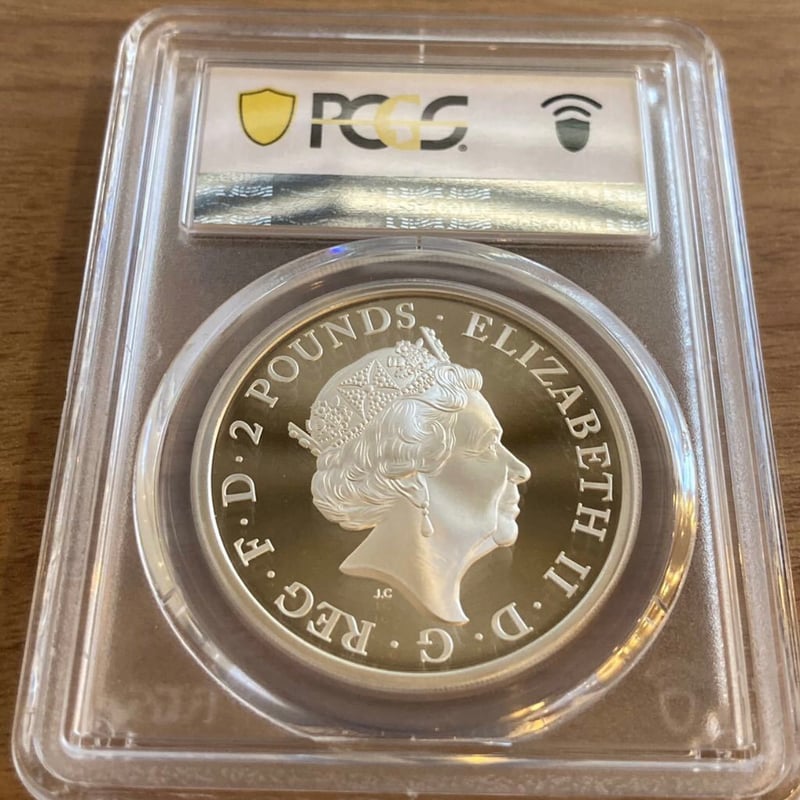 PCGS
ELIZABETH II · D · G · REG · F · D · 2 POUNDS ·
J.C